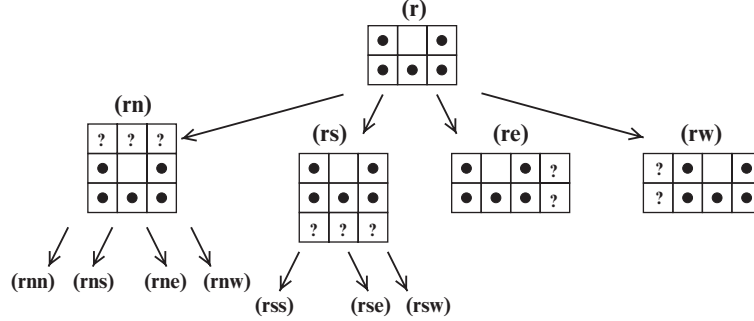 (r)
(rn)
? ? ?
(rs)
(re)
(rw)
?
?
?
?
? ? ?
(rnn) (rns) (rne) (rnw)
(rss) (rse) (rsw)